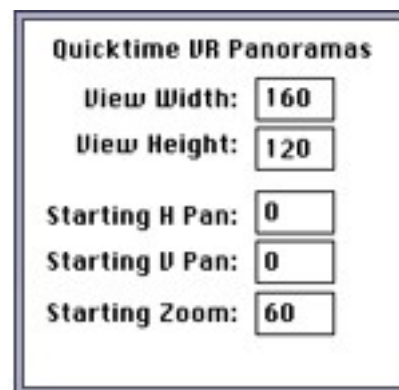 Quicktime VR Panoramas
View Width: 160
View Height: 120
Starting H Pan: 0
Starting V Pan: 0
Starting Zoom: 60